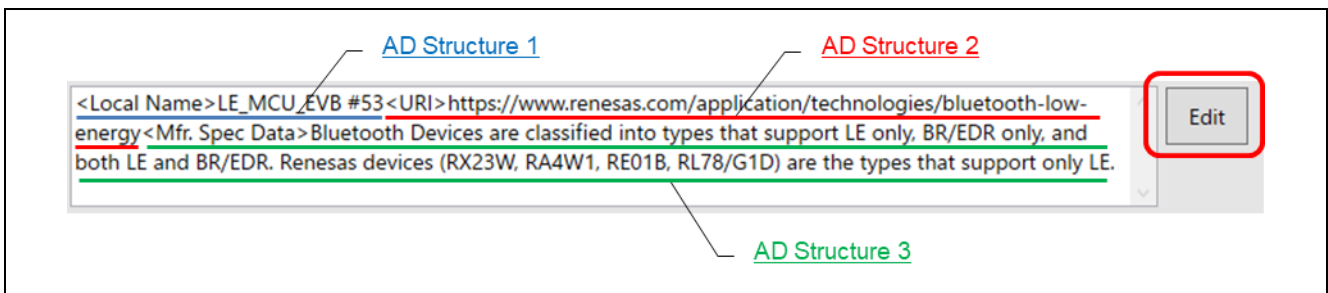 AD Structure 1
AD Structure 2
<Local Name>LE_MCU_EVB #53<URI>https://www.renesas.com/application/technologies/bluetooth-low-
energy<Mfr. Spec Data>Bluetooth Devices are classified into types that support LE only, BR/EDR only, and
both LE and BR/EDR. Renesas devices (RX23W, RA4W1, RE01B, RL78/G1D) are the types that support only LE.
Edit
AD Structure 3